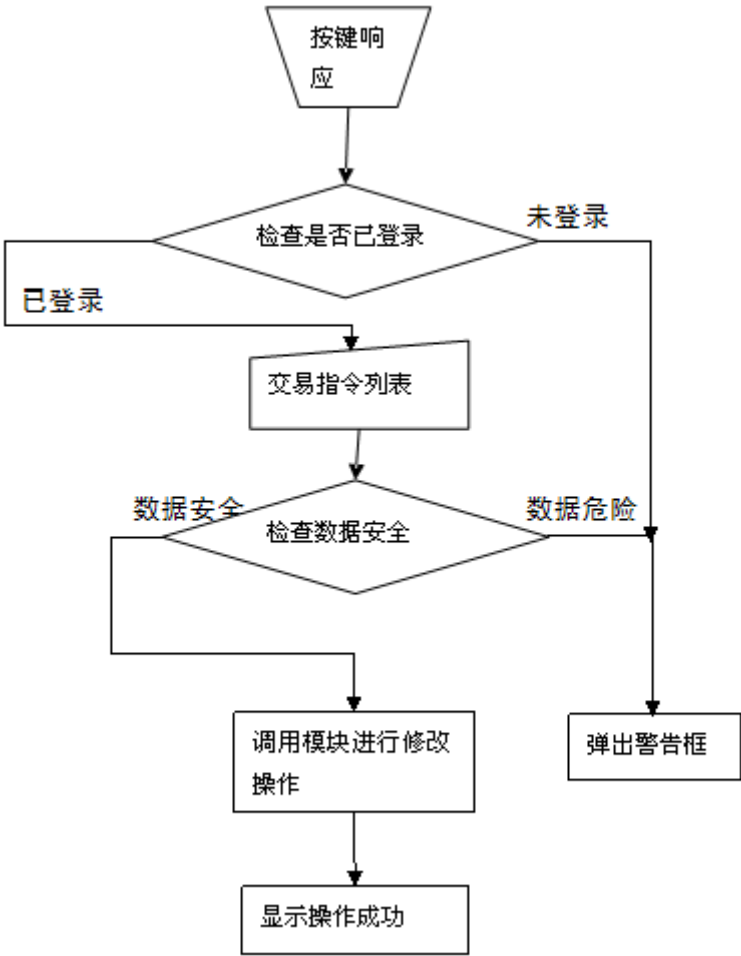 按键响
应
检查是否已登录
未登录
已登录
交易指令列表
数据安全
检查数据安全
数据危险
调用模块进行修改
操作
弹出警告框
显示操作成功